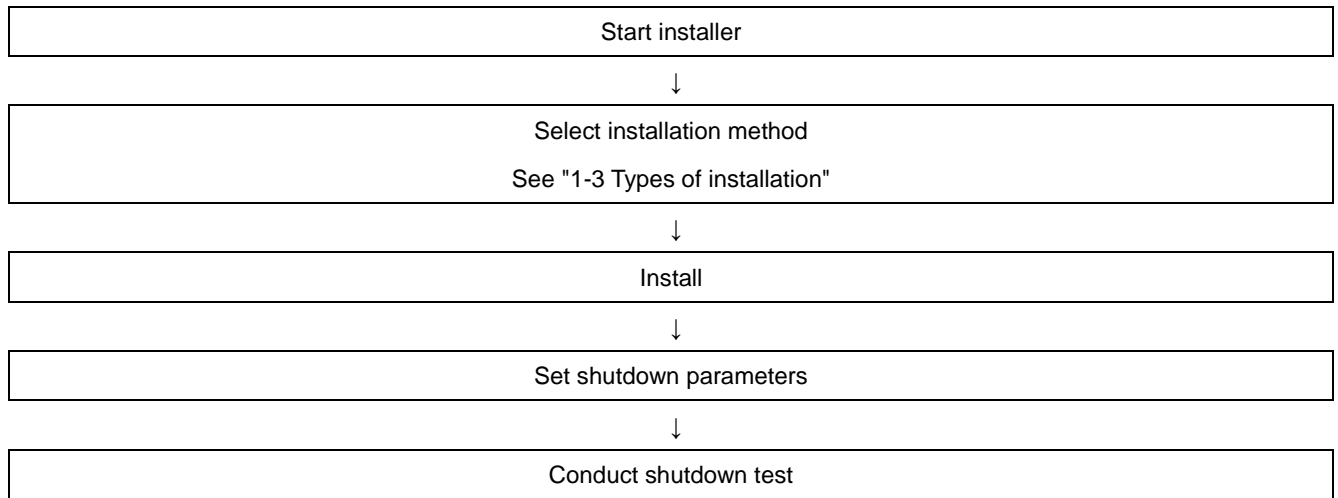 Start installer
↓
Select installation method
See "1-3 Types of installation"
↓
Install
↓
Set shutdown parameters
↓
Conduct shutdown test